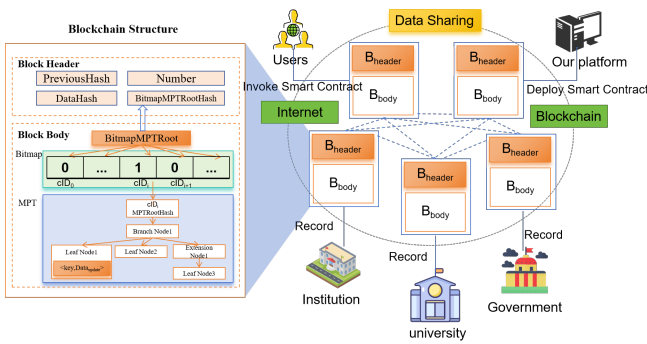 Blockchain Structure
Block Header
PreviousHash
Number
DataHash
BitmapMPTRootHash
Block Body
BitmapMPTRoot
Bitmap
0
...
1
0
...
cID0
cIDi
cIDi+1
MPT
cIDi
MPTRootHash
Branch Node1
Leaf Node1
Leaf Node2
Extension
Node1
<key,Dataupdate>
Leaf Node3
Data Sharing
Users
Our platform
Invoke Smart Contract
Deploy Smart Contract
Internet
Blockchain
Bheader
Bbody
Bheader
Bbody
Bheader
Bbody
Bheader
Bbody
Bheader
Bbody
Record
Record
Record
Institution
university
Government